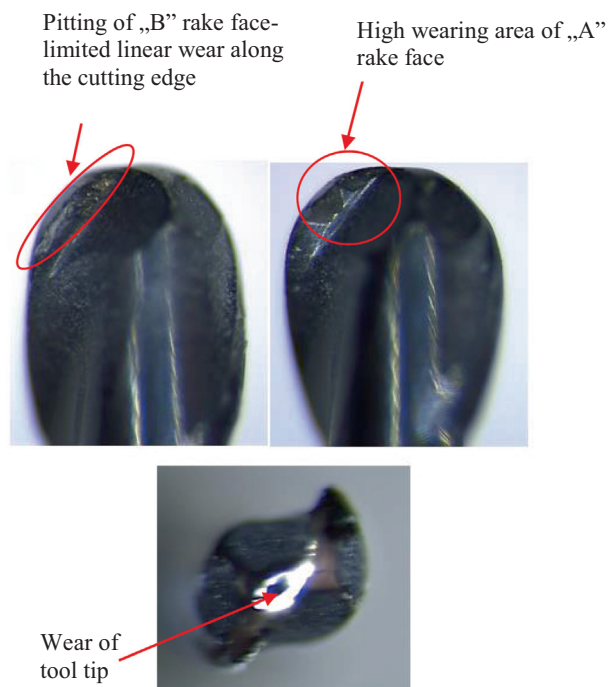 Pitting of „B” rake face-
limited linear wear along
the cutting edge
High wearing area of „A”
rake face
Wear of
tool tip